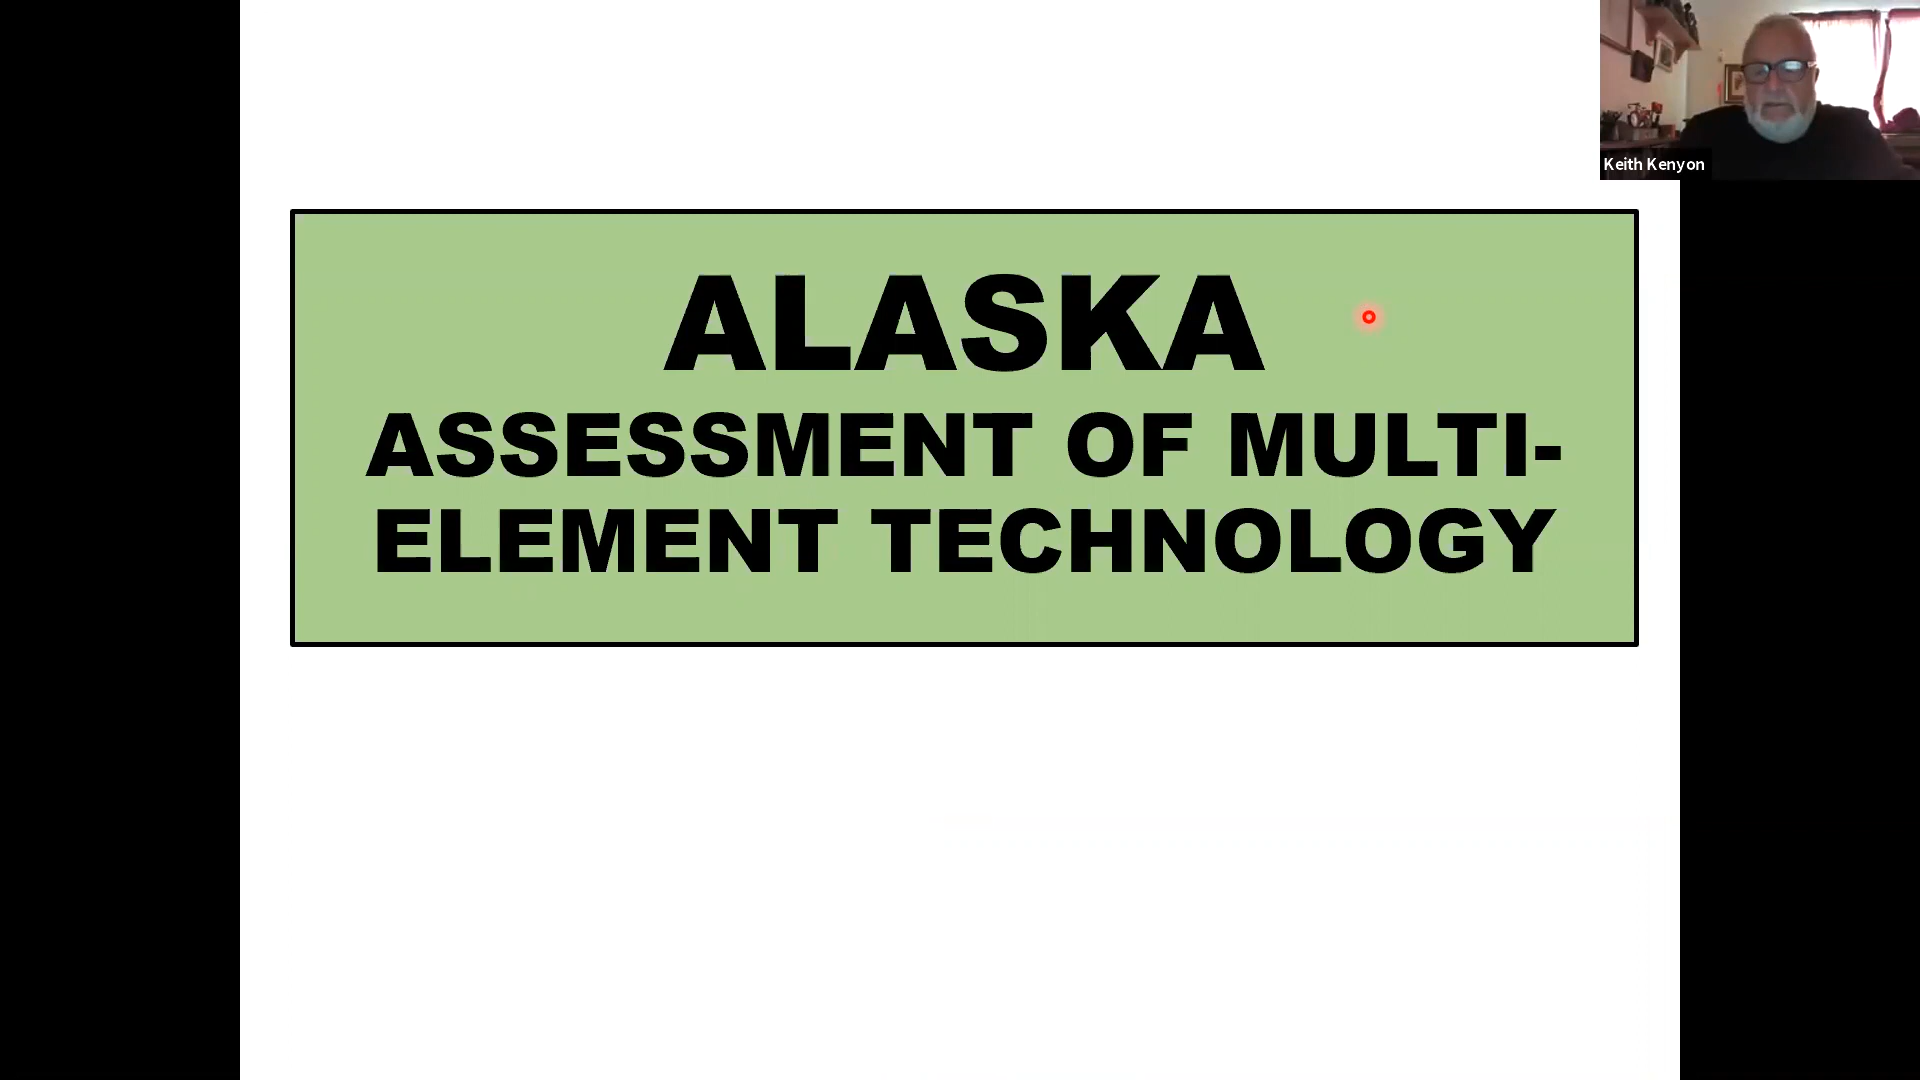 Keith Kenyon
ALASKA
ASSESSMENT OF MULTI-
ELEMENT TECHNOLOGY